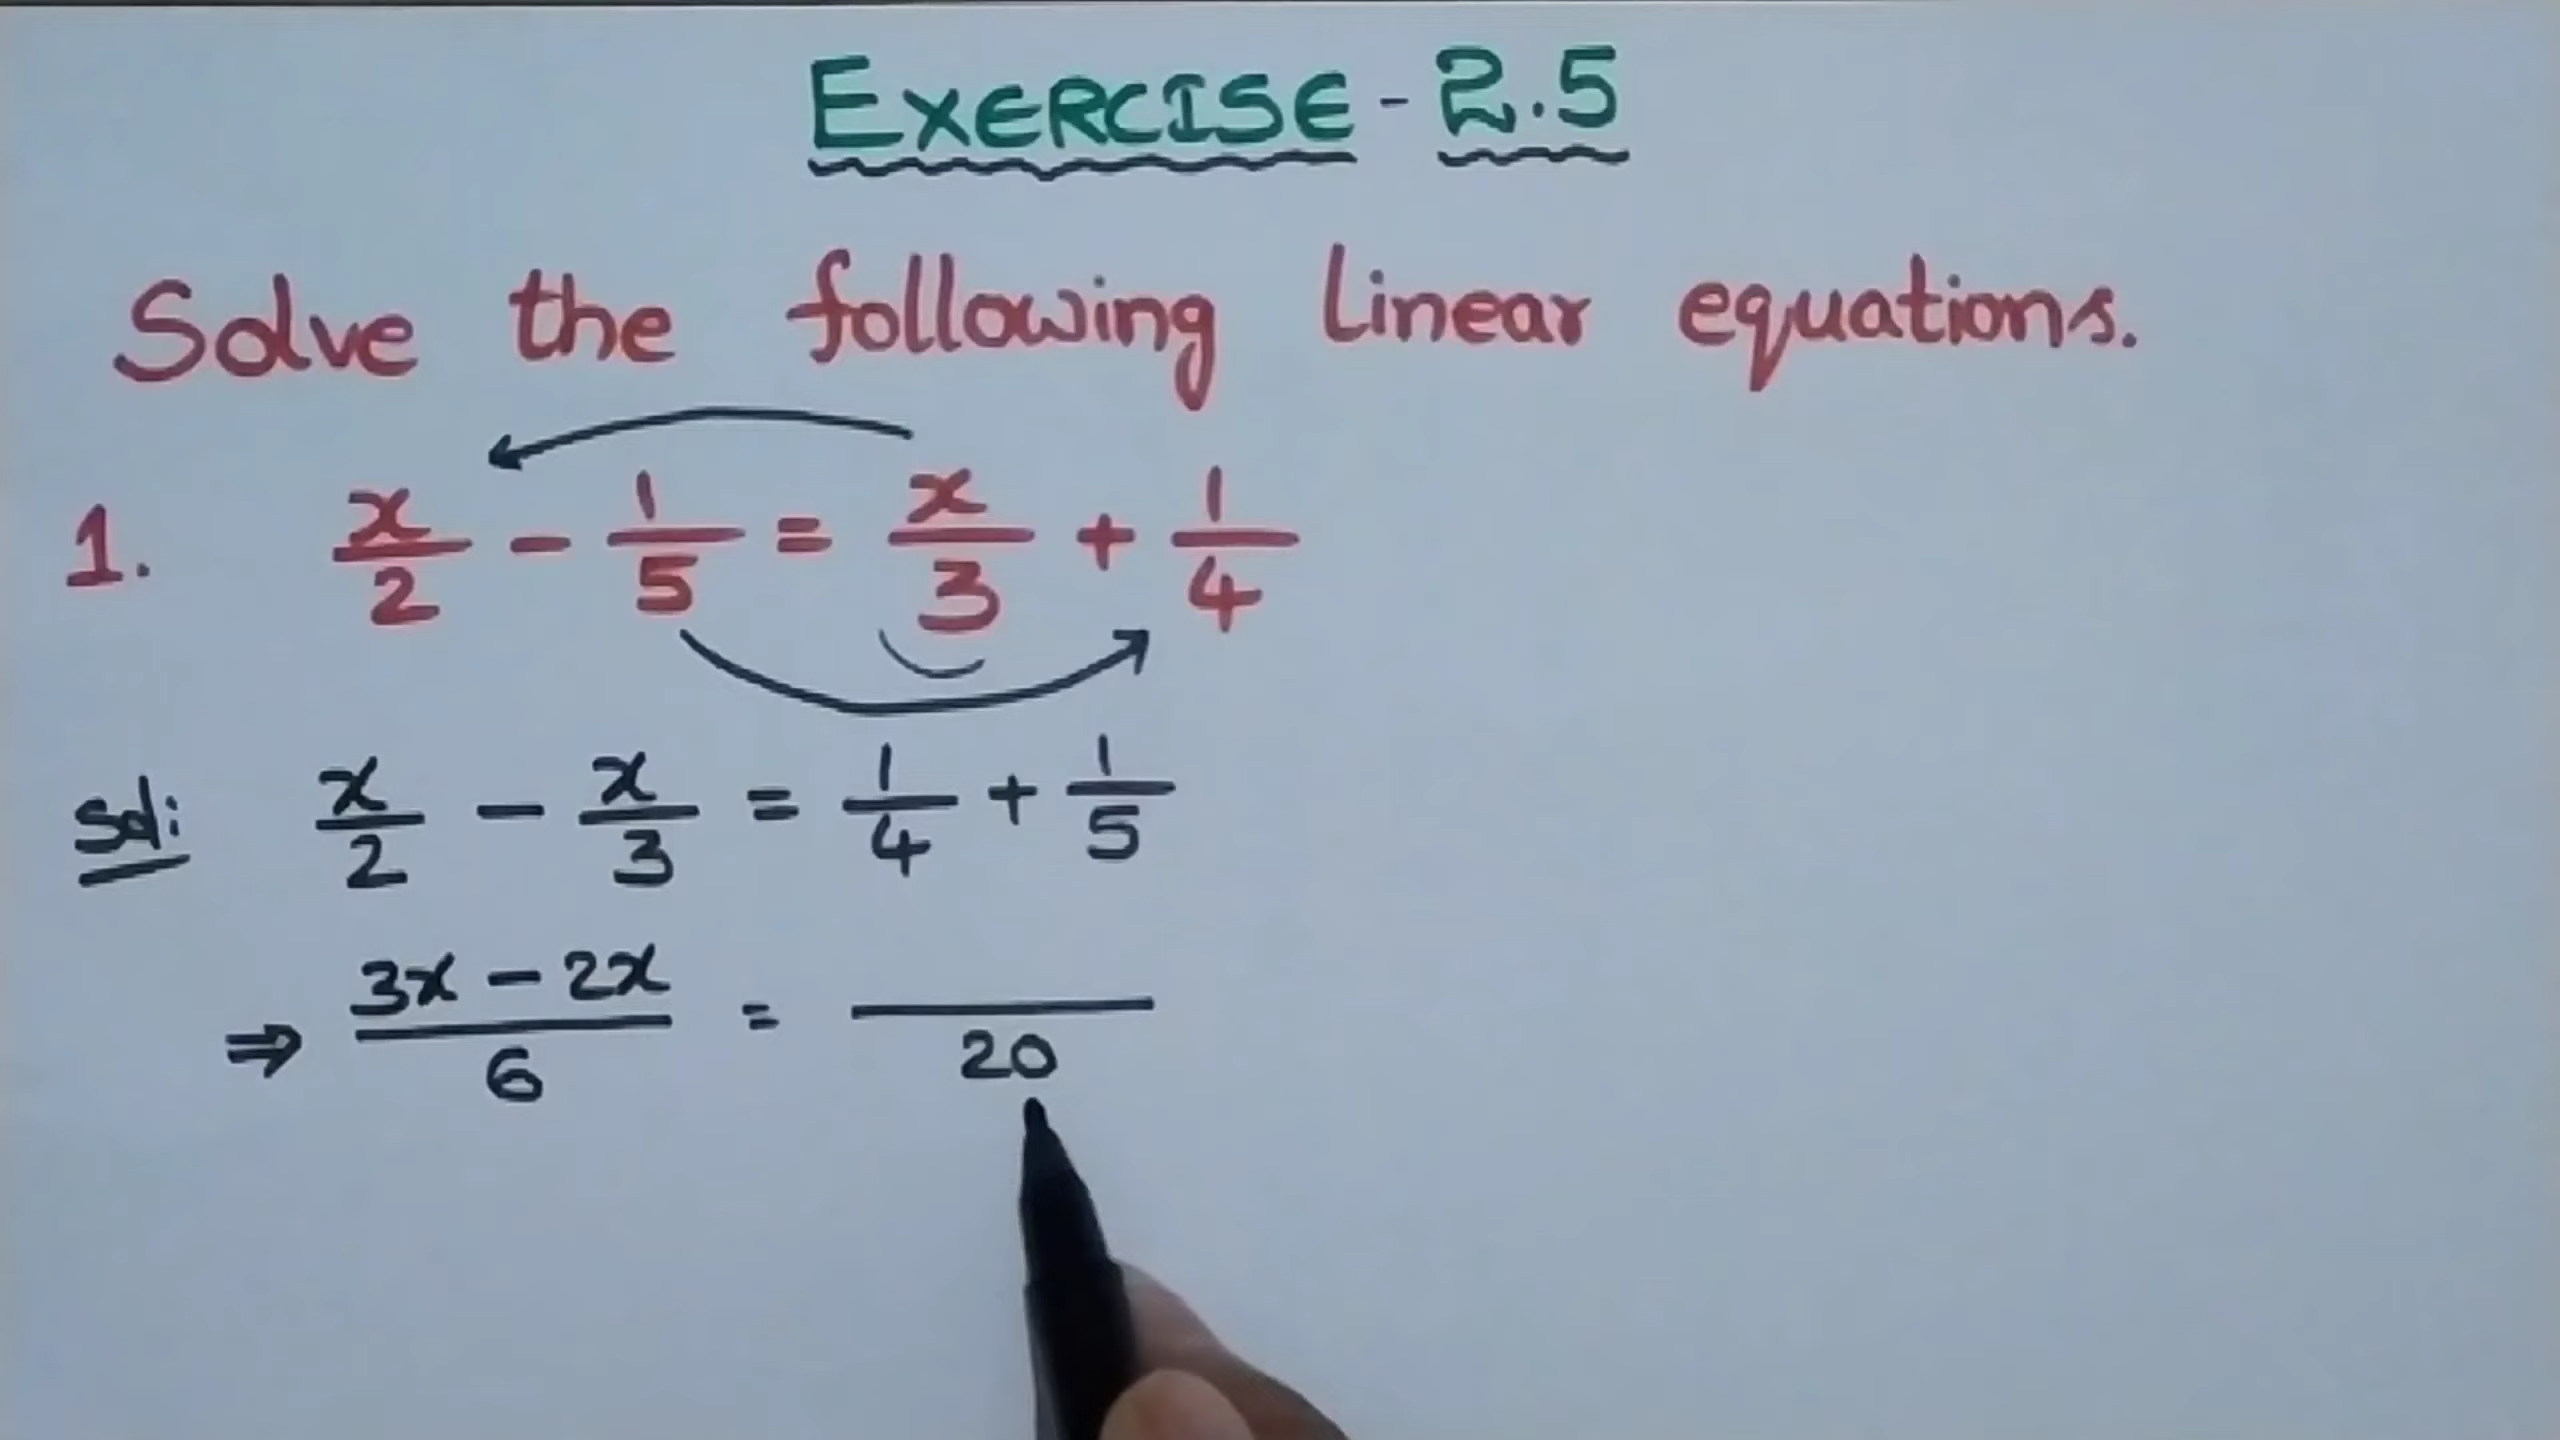 EXERCISE - 2.5
Solve the following linear equations.
1. x/2 - 1/5 = x/3 + 1/4
Sol: x/2 - x/3 = 1/4 + 1/5
⇒ 3x - 2x/6 = /20